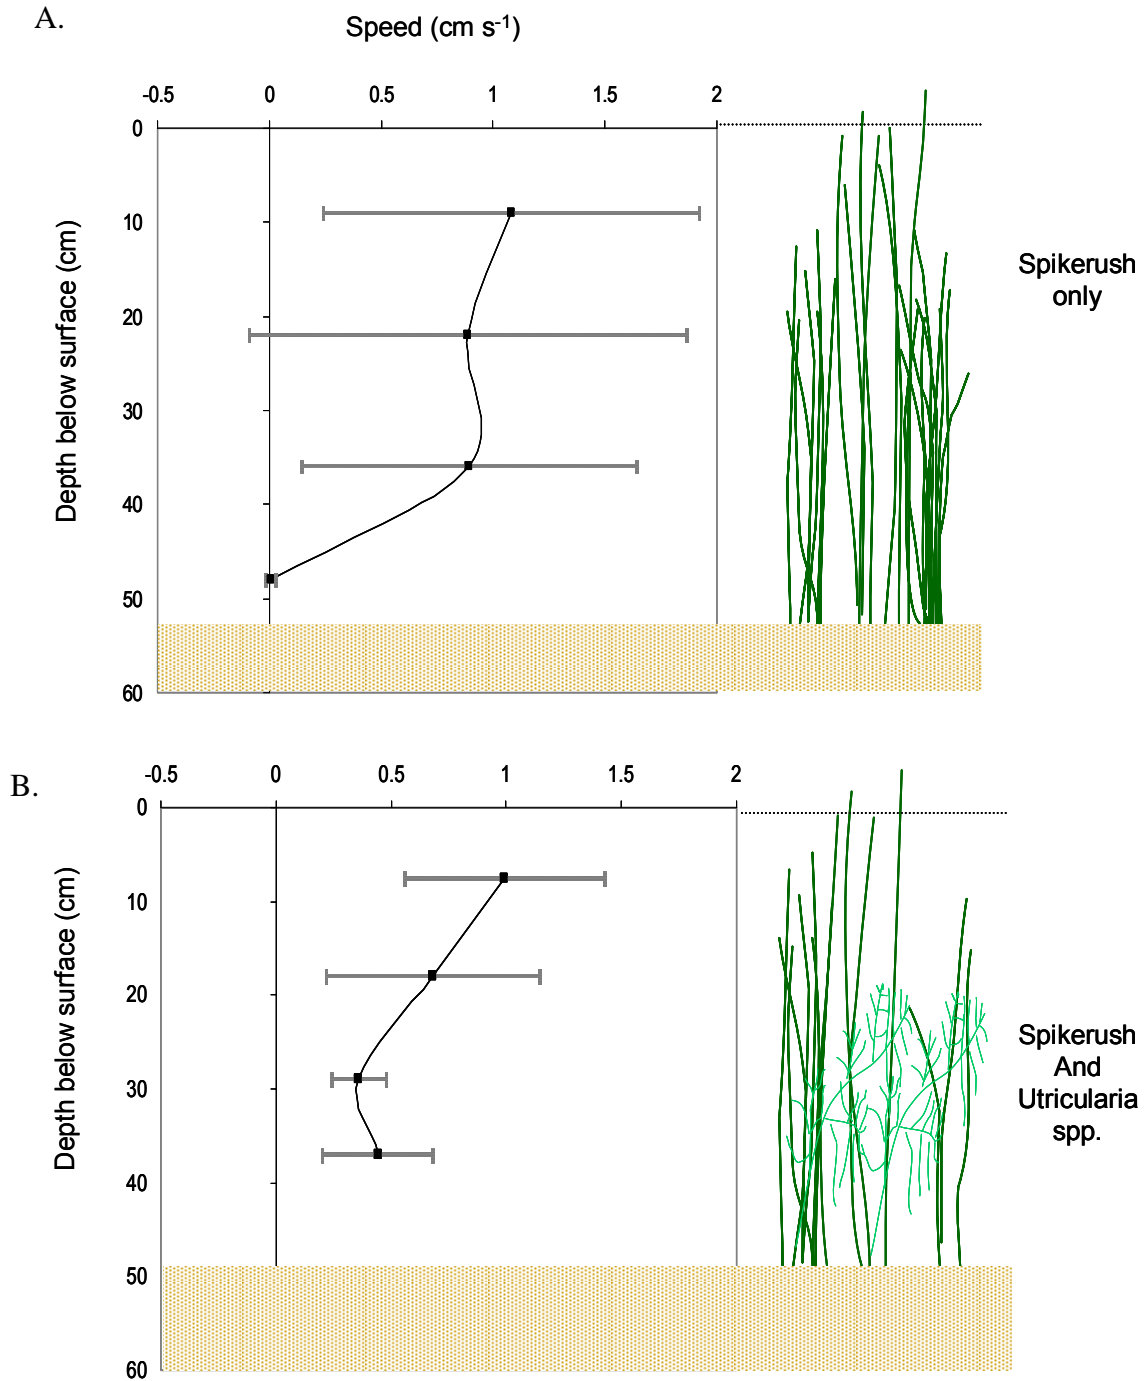 A.
Speed (cm s-1)
-0.5 0 0.5 1 1.5 2
0
10
20
30
40
50
60
Depth below surface (cm)
Spikerush
only
B.
-0.5 0 0.5 1 1.5 2
0
10
20
30
40
50
60
Depth below surface (cm)
Spikerush
And
Utricularia
spp.